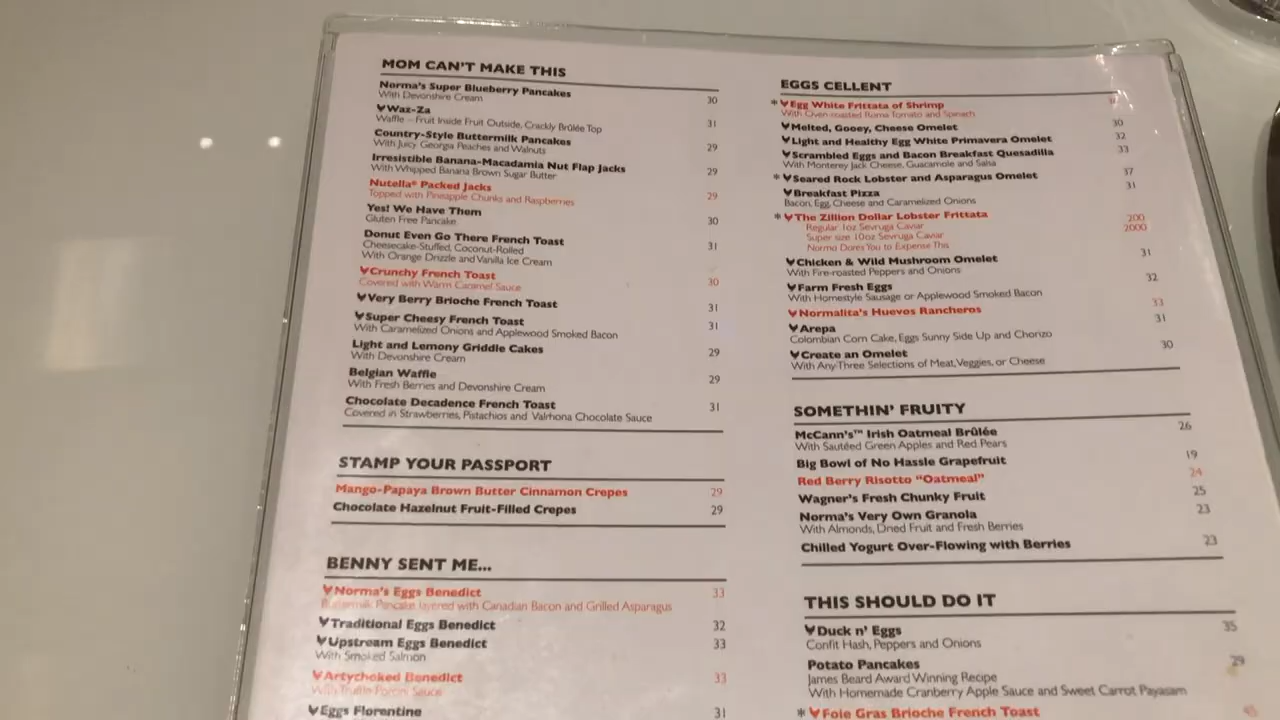 MOM CAN'T MAKE THIS
Norma's Super Blueberry Pancakes 30
With Devonshire Cream
Waz-Za 31
Waffle – Fruit Inside Fruit Outside, Crackly Brûlée Top
Country-Style Buttermilk Pancakes 29
With Juicy Georgia Peaches and Walnuts
Irresistible Banana-Macadamia Nut Flap Jacks 29
With Whipped Banana Brown Sugar Butter
Nutella® Packed Jacks 29
Topped with Pineapple Chunks and Raspberries
Yes! We Have Them 30
Gluten Free Pancake
Donut Even Go There French Toast 31
Cheesecake-Stuffed, Coconut-Rolled
With Orange Drizzle and Vanilla Ice Cream
Crunchy French Toast 30
Covered with Warm Caramel Sauce
Very Berry Brioche French Toast 31
Super Cheesy French Toast 31
With Caramelized Onions and Applewood Smoked Bacon
Light and Lemony Griddle Cakes 29
With Devonshire Cream
Belgian Waffle 29
With Fresh Berries and Devonshire Cream
Chocolate Decadence French Toast 31
Covered in Strawberries, Pistachios and Valrhona Chocolate Sauce
STAMP YOUR PASSPORT
Mango-Papaya Brown Butter Cinnamon Crepes 29
Chocolate Hazelnut Fruit-Filled Crepes 29
BENNY SENT ME...
Norma's Eggs Benedict 33
Buttermilk Pancake layered with Canadian Bacon and Grilled Asparagus
Traditional Eggs Benedict 32
Upstream Eggs Benedict 33
With Smoked Salmon
Artychoked Benedict 33
With Truffle Porcini Sauce
Eggs Florentine 31
EGGS CELLENT
* Egg White Frittata of Shrimp
With Oven-roasted Roma Tomato and Spinach
Melted, Gooey, Cheese Omelet 30
Light and Healthy Egg White Primavera Omelet 32
Scrambled Eggs and Bacon Breakfast Quesadilla 33
With Monterey Jack Cheese, Guacamole and Salsa
* Seared Rock Lobster and Asparagus Omelet 37
Breakfast Pizza 31
Bacon, Egg, Cheese and Caramelized Onions
* The Zillion Dollar Lobster Frittata
Regular 1oz Sevruga Caviar 200
Super size 10oz Sevruga Caviar 2000
Norma Dares You to Expense This
Chicken & Wild Mushroom Omelet 31
With Fire-roasted Peppers and Onions
Farm Fresh Eggs 32
With Homestyle Sausage or Applewood Smoked Bacon
Normalita's Huevos Rancheros 33
Arepa 31
Colombian Corn Cake, Eggs Sunny Side Up and Chorizo
Create an Omelet 30
With Any Three Selections of Meat, Veggies, or Cheese
SOMETHIN' FRUITY
McCann's™ Irish Oatmeal Brûlée 26
With Sautéed Green Apples and Red Pears
Big Bowl of No Hassle Grapefruit 19
Red Berry Risotto "Oatmeal" 24
Wagner's Fresh Chunky Fruit 25
Norma's Very Own Granola 23
With Almonds, Dried Fruit and Fresh Berries
Chilled Yogurt Over-Flowing with Berries 23
THIS SHOULD DO IT
Duck n' Eggs 35
Confit Hash, Peppers and Onions
Potato Pancakes 29
James Beard Award Winning Recipe
With Homemade Cranberry Apple Sauce and Sweet Carrot Payasam
* Foie Gras Brioche French Toast 45